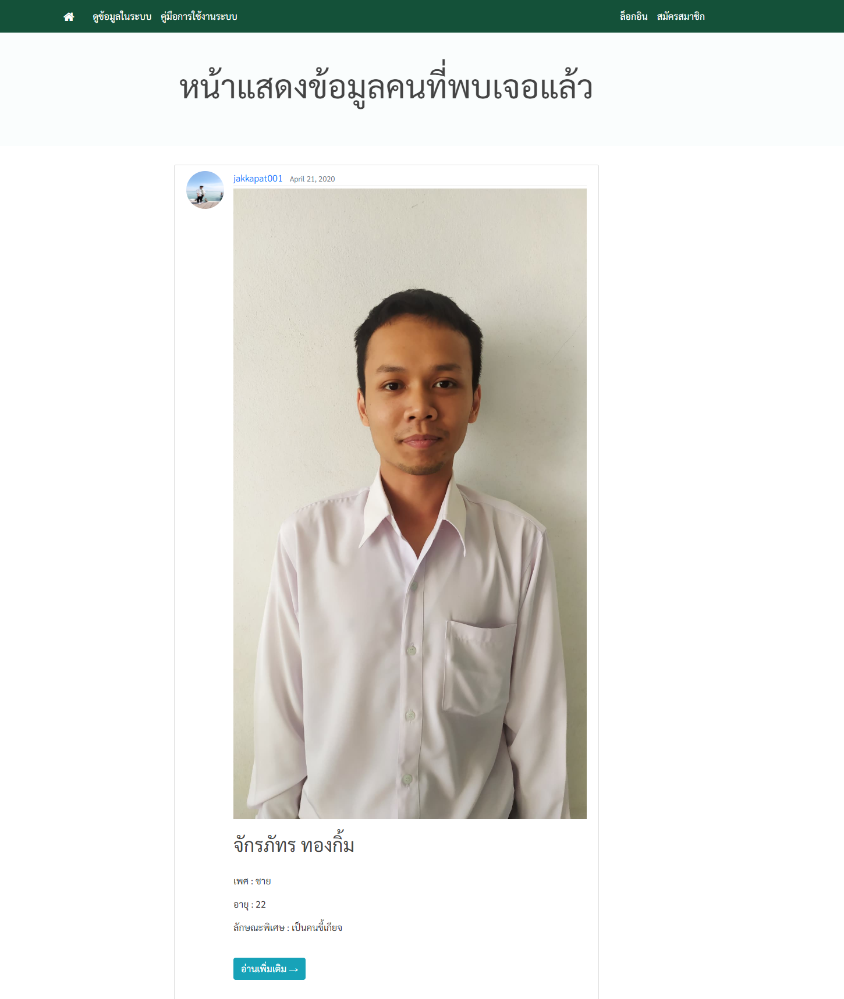 ดูข้อมูลในระบบ คู่มือการใช้งานระบบ ล็อกอิน สมัครสมาชิก
หน้าแสดงข้อมูลคนที่พบเจอแล้ว
jakkapat001 April 21, 2020
จักรภัทร ทองกิ้ม
เพศ : ชาย
อายุ : 22
ลักษณะพิเศษ : เป็นคนขี้เกียจ
อ่านเพิ่มเติม →